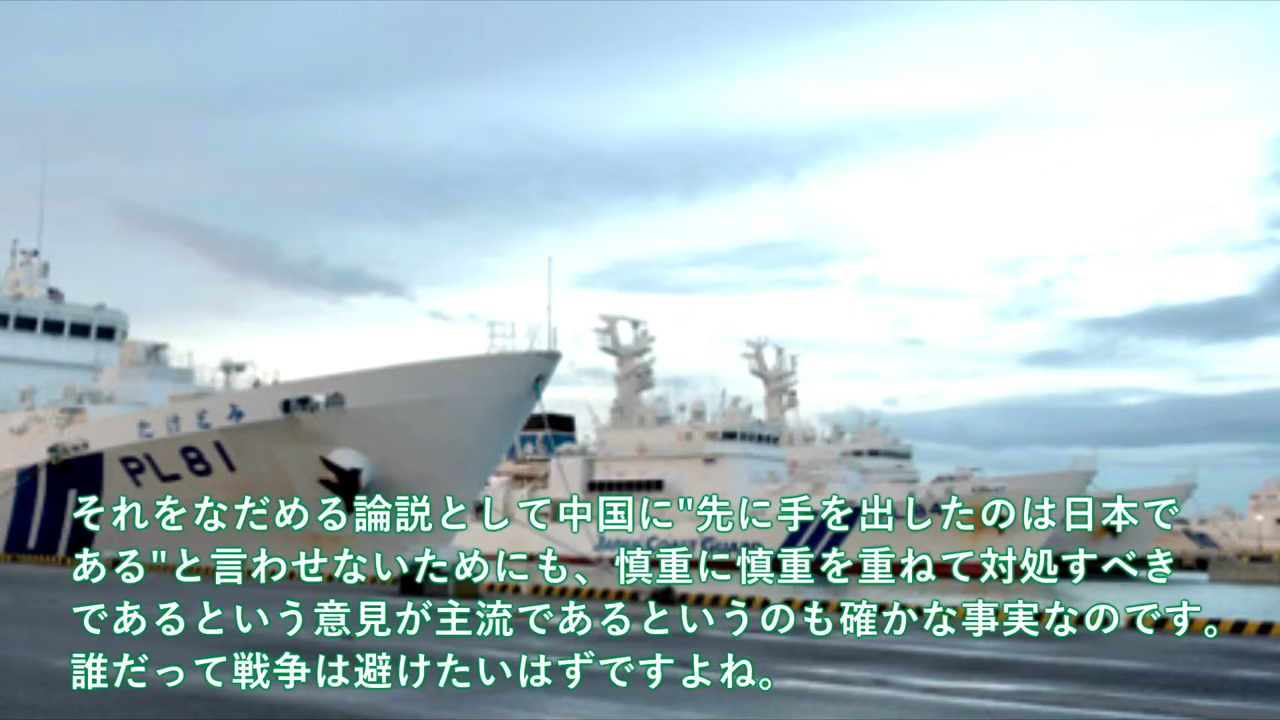 たけとみ
PL81
JAPAN COAST GUARD
それをなだめる論説として中国に"先に手を出したのは日本で
ある"と言わせないためにも、慎重に慎重を重ねて対処すべき
であるという意見が主流であるというのも確かな事実なのです。
誰だって戦争は避けたいはずですよね。